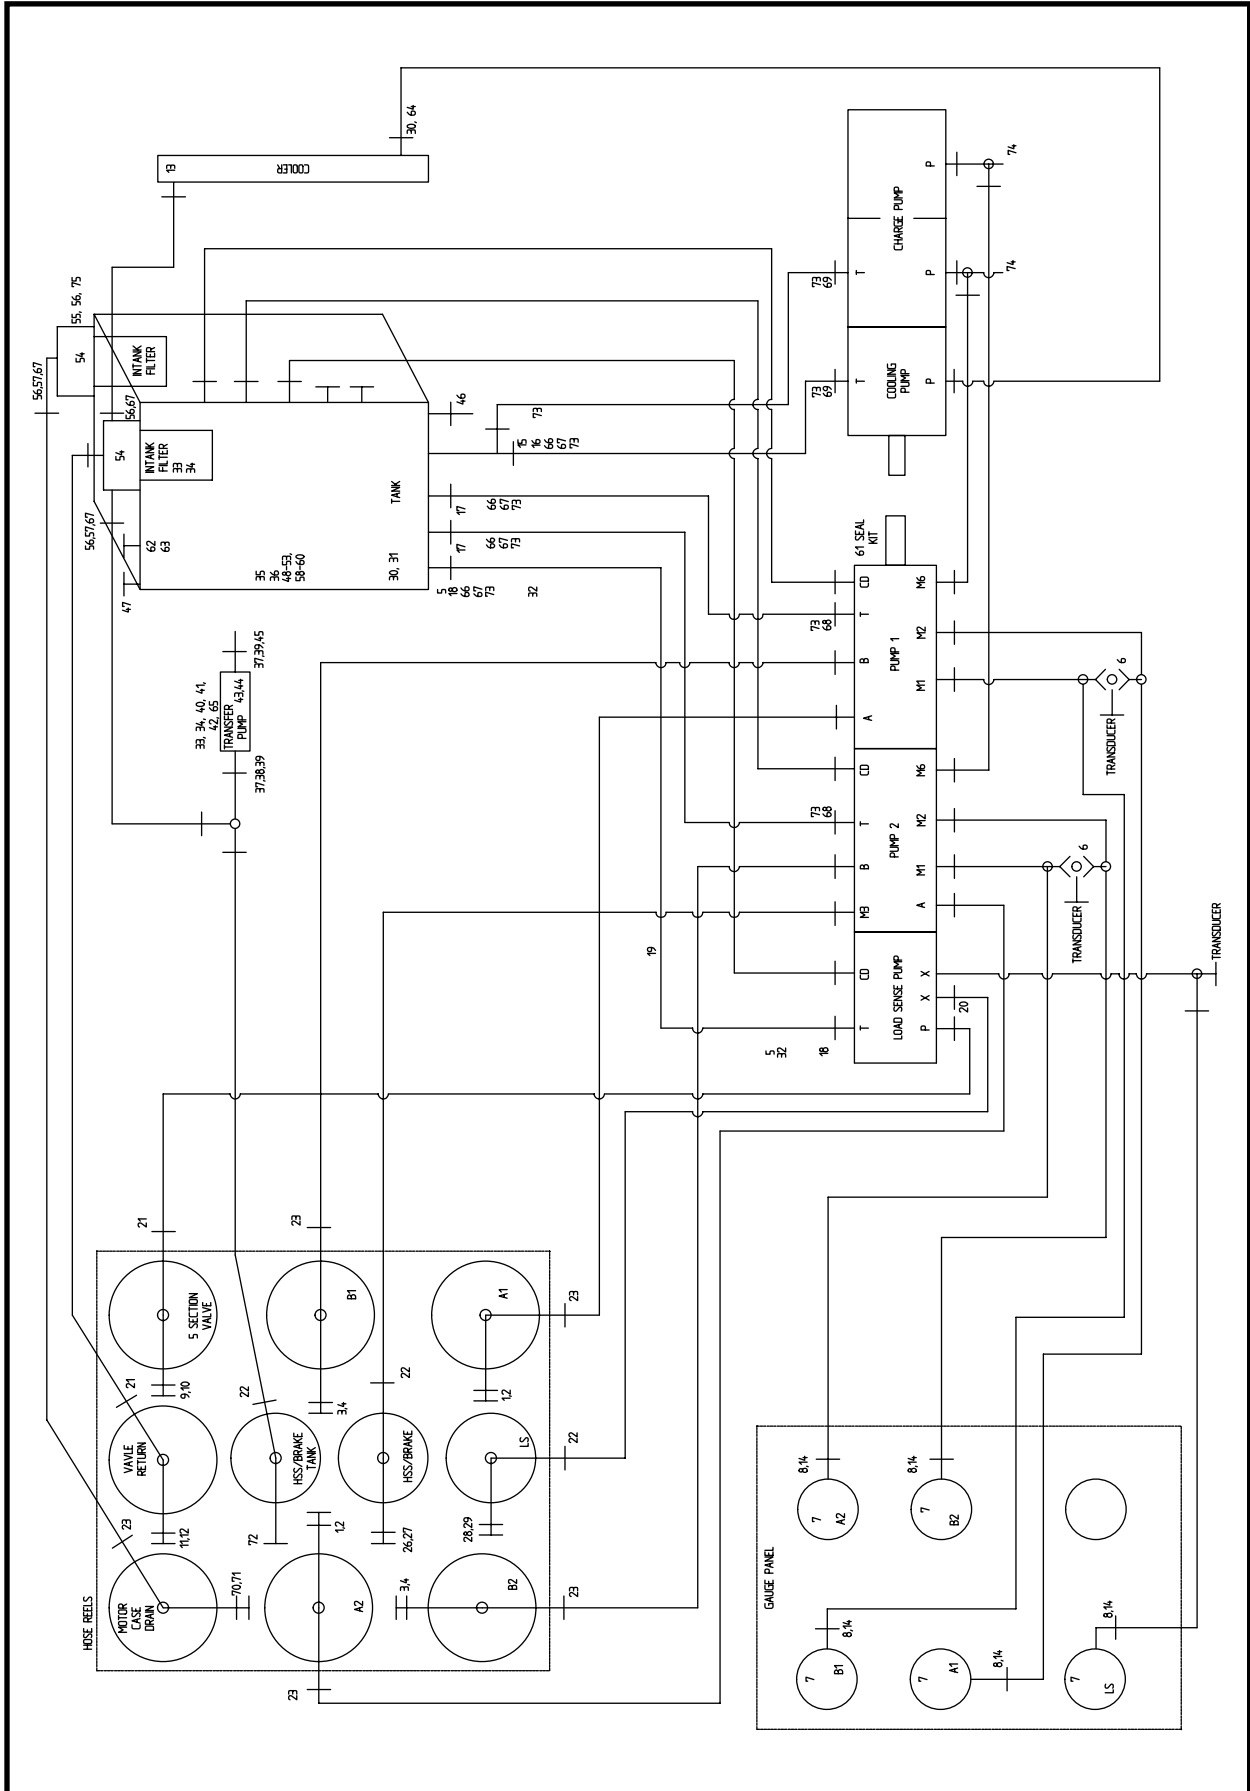 30, 64
13
COOLER
74
P
CHARGE PUMP
55, 56, 75
56,57,67
54
INTANK
FILTER
73
69
T
P
74
56,67
54
INTANK
FILTER
33
34
46
73
73
69
T
COOLING
PUMP
P
15
16
66
67
73
TANK
17
66
67
73
56,57,67
62
63
17
66
67
73
61 SEAL
KIT
35
36
48-53,
58-60
30, 31
5
18
66
67
73
32
47
CD
M6
73
68
T
37,39,45
B
PUMP 1
M2
33, 34, 40, 41,
42, 65
TRANSFER
PUMP
43,44
M1
6
TRANSDUCER
A
37,38,39
CD
M6
73
68
T
PUMP 2
M2
B
M1
6
TRANSDUCER
M3
A
19
CD
LOAD SENSE PUMP
X
TRANSDUCER
X
20
T
P
5
32
18
21
23
5 SECTION
VALVE
B1
A1
23
21
9,10
22
3,4
22
1,2
VAVLE
RETURN
HSS/BRAKE
TANK
HSS/BRAKE
LS
22
23
11,12
72
1,2
26,27
28,29
HOSE REELS
MOTOR
CASE
DRAIN
70,71
A2
3,4
B2
23
23
GAUGE PANEL
8,14
7
A2
8,14
7
B2
8,14
7
B1
8,14
7
A1
8,14
7
LS